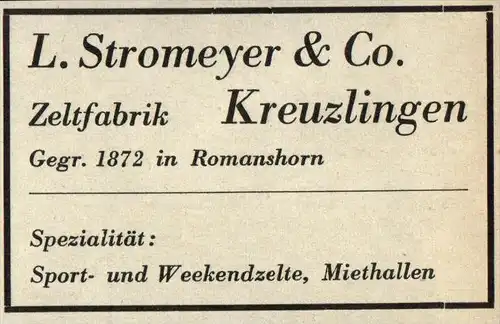 L. Stromeyer & Co.
Zeltfabrik Kreuzlingen
Gegr. 1872 in Romanshorn
Spezialität:
Sport- und Weekendzelte, Miethallen